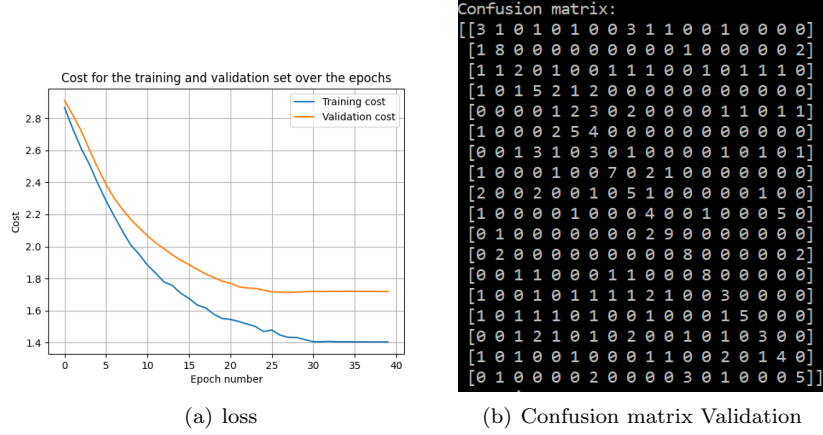 Cost for the training and validation set over the epochs
Training cost
Validation cost
2.8
2.6
2.4
2.2
2.0
1.8
1.6
1.4
Cost
0 5 10 15 20 25 30 35 40
Epoch number
(a) loss
Confusion matrix:
[[3 1 0 1 0 1 0 0 3 1 1 0 0 1 0 0 0 0]
[1 8 0 0 0 0 0 0 0 0 0 1 0 0 0 0 0 2]
[1 1 2 0 1 0 0 1 1 1 0 0 1 0 1 1 1 0]
[1 0 1 5 2 1 2 0 0 0 0 0 0 0 0 0 0 0]
[0 0 0 0 1 2 3 0 2 0 0 0 0 1 1 0 1 1]
[1 0 0 0 2 5 4 0 0 0 0 0 0 0 0 0 0 0]
[0 0 1 3 1 0 3 0 1 0 0 0 0 1 0 1 0 1]
[1 0 0 0 1 0 0 7 0 2 1 0 0 0 0 0 0 0]
[2 0 0 2 0 0 1 0 5 1 0 0 0 0 0 1 0 0]
[1 0 0 0 0 1 0 0 0 4 0 0 1 0 0 0 5 0]
[0 1 0 0 0 0 0 0 0 2 9 0 0 0 0 0 0 0]
[0 2 0 0 0 0 0 0 0 0 0 8 0 0 0 0 0 2]
[0 0 1 1 0 0 0 1 1 0 0 0 8 0 0 0 0 0]
[1 0 0 1 0 1 1 1 1 2 1 0 0 3 0 0 0 0]
[1 0 1 1 1 0 1 0 0 1 0 0 0 1 5 0 0 0]
[0 0 1 2 1 0 1 0 2 0 0 1 0 1 0 3 0 0]
[1 0 1 0 0 1 0 0 0 1 1 0 0 2 0 1 4 0]
[0 1 0 0 0 0 2 0 0 0 0 3 0 1 0 0 0 5]]
(b) Confusion matrix Validation